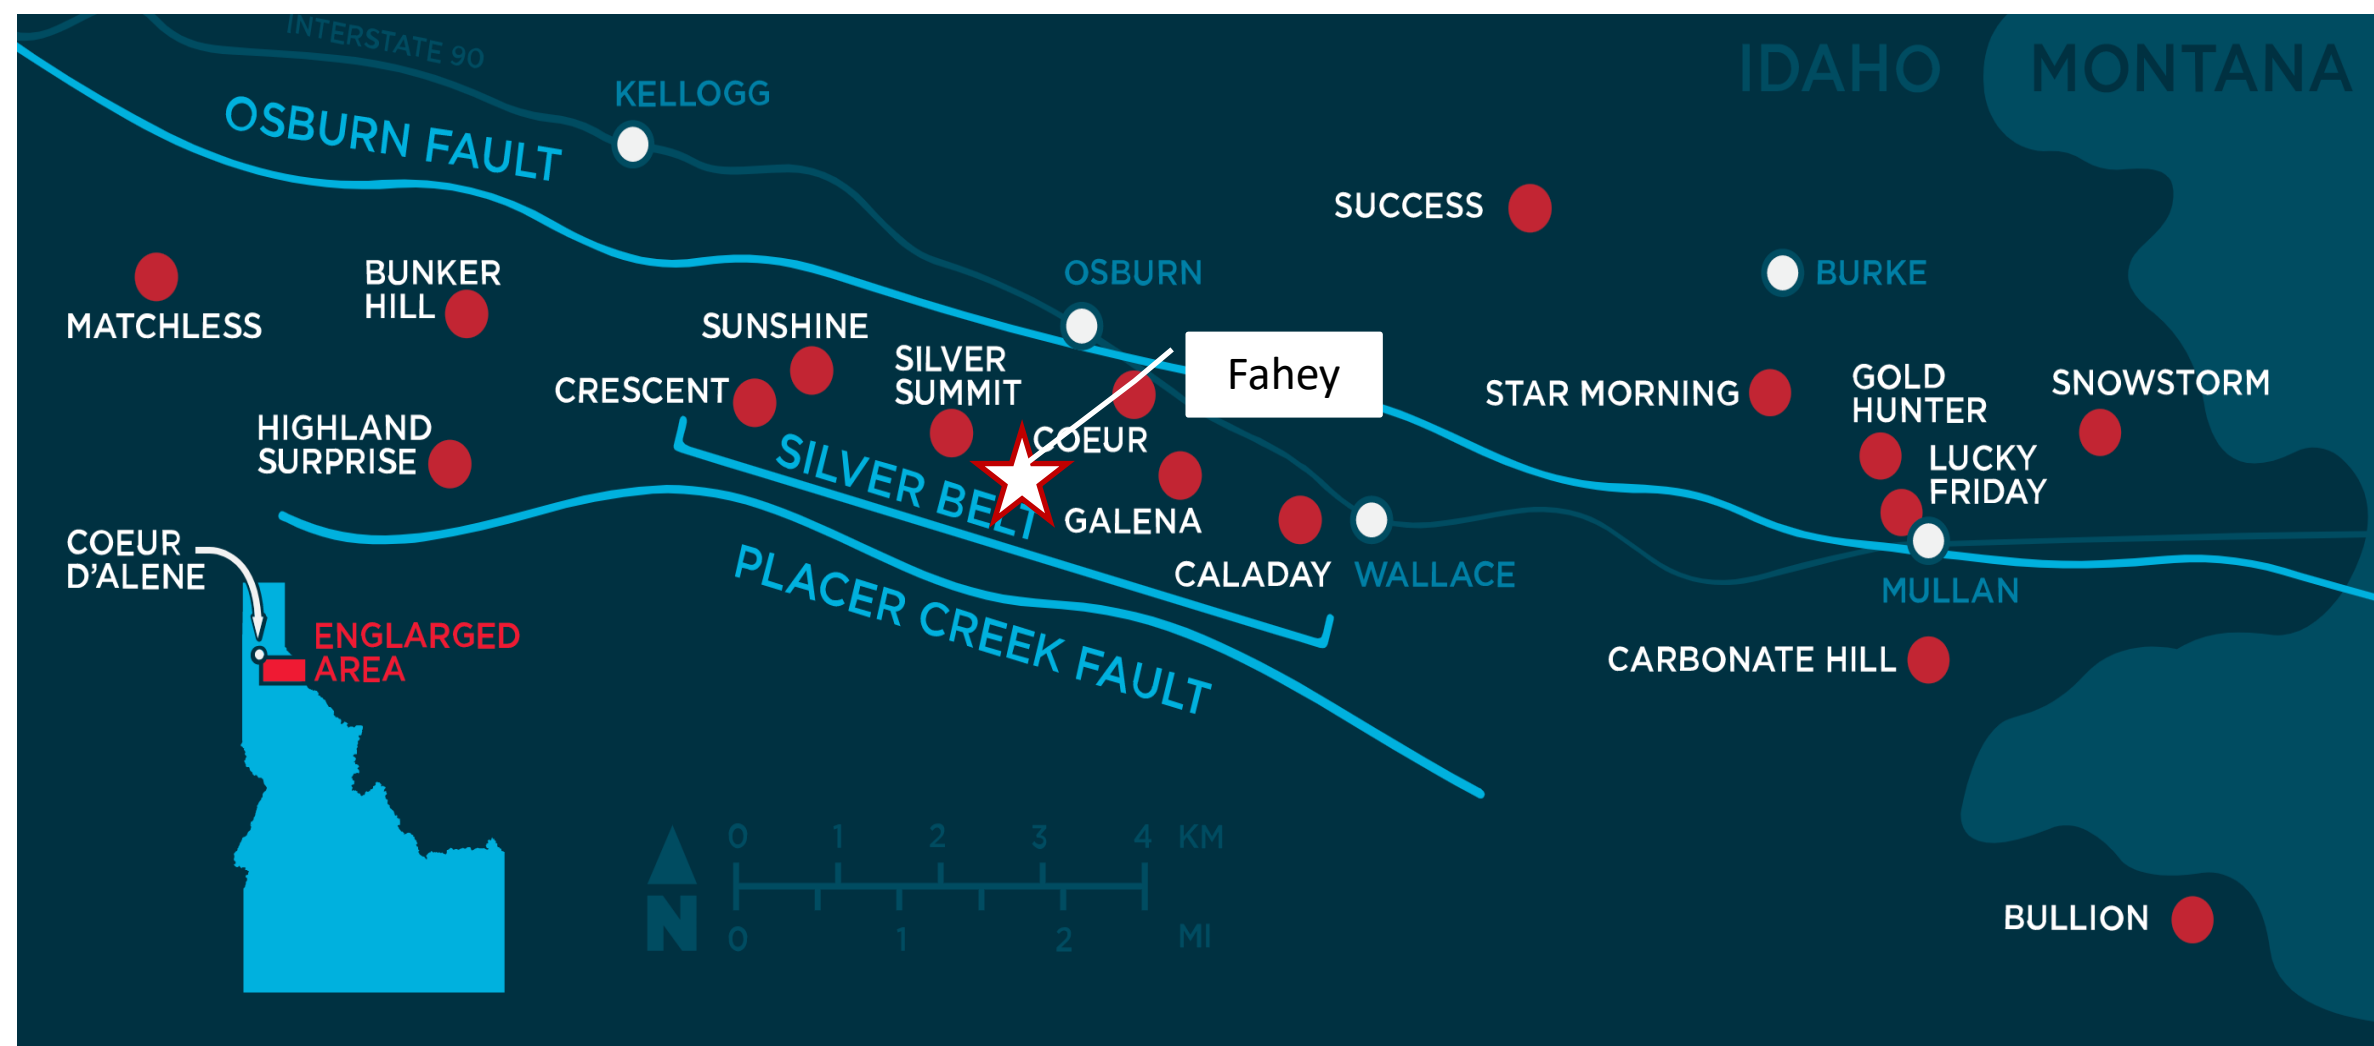 INTERSTATE 90
IDAHO
MONTANA
KELLOGG
OSBURN FAULT
SUCCESS
OSBURN
BURKE
BUNKER
HILL
MATCHLESS
SUNSHINE
SILVER
SUMMIT
Fahey
CRESCENT
STAR MORNING
GOLD
HUNTER
SNOWSTORM
HIGHLAND
SURPRISE
COEUR
SILVER BELT
LUCKY
FRIDAY
GALENA
COEUR
D'ALENE
CALADAY
WALLACE
MULLAN
PLACER CREEK FAULT
ENGLARGED
AREA
CARBONATE HILL
0 1 2 3 4 KM
N
0 1 2 MI
BULLION